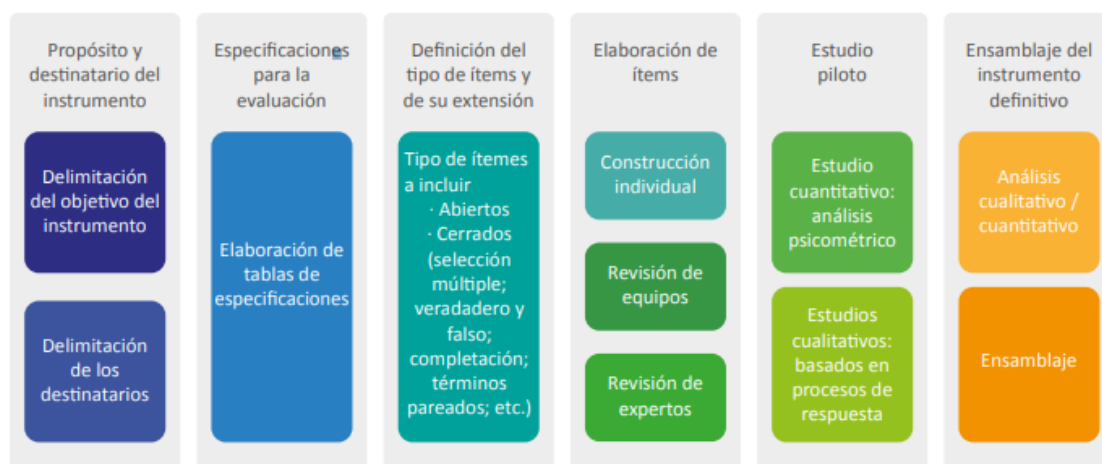 Propósito y
destinatario del
instrumento
Delimitación
del objetivo del
instrumento
Delimitación
de los
destinatarios
Especificaciones
para la
evaluación
Elaboración de
tablas de
especificaciones
Definición del
tipo de ítems y
de su extensión
Tipo de ítemes
a incluir
· Abiertos
· Cerrados
(selección
múltiple;
veradadero y
falso;
completación;
términos
pareados; etc.)
Elaboración de
ítems
Construcción
individual
Revisión de
equipos
Revisión de
expertos
Estudio
piloto
Estudio
cuantitativo:
análisis
psicométrico
Estudios
cualitativos:
basados en
procesos de
respuesta
Ensamblaje del
instrumento
definitivo
Análisis
cualitativo /
cuantitativo
Ensamblaje